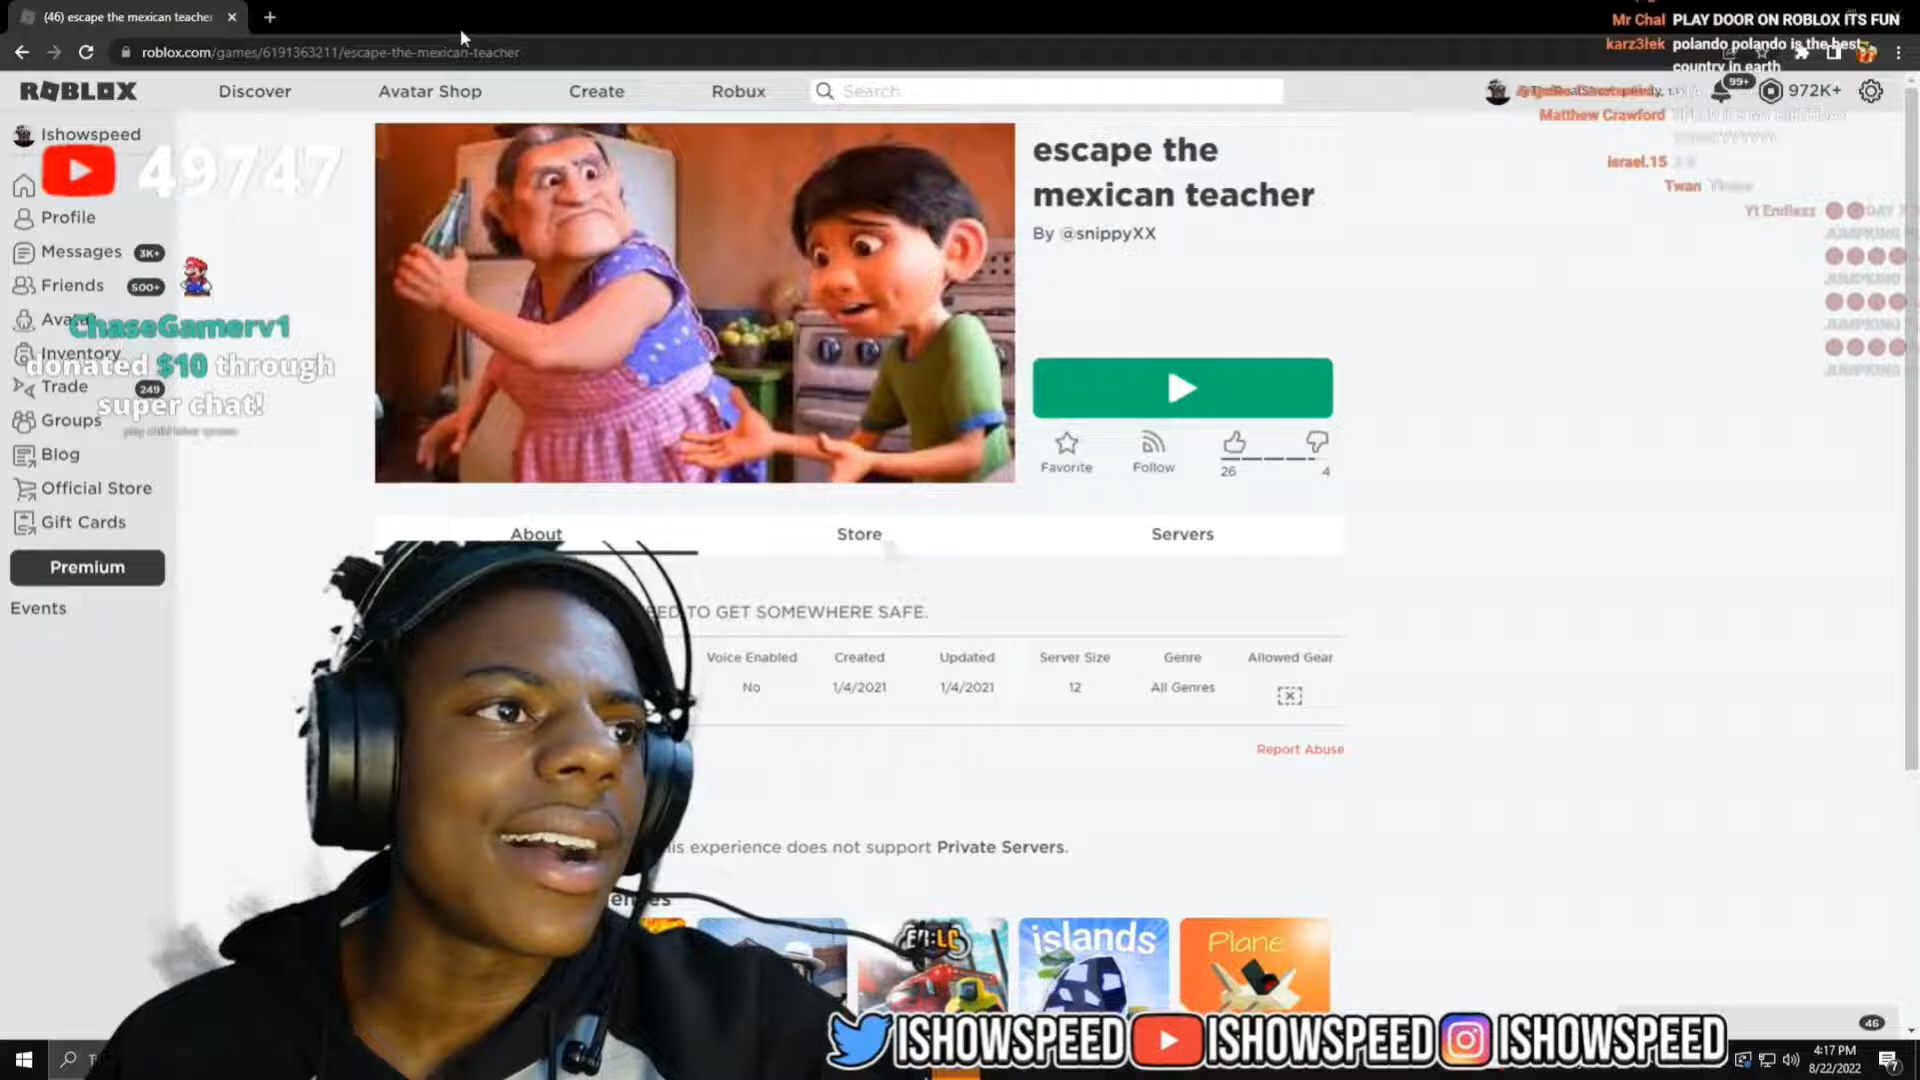 (46) escape the mexican teacher
roblox.com/games/6191363211/escape-the-mexican-teacher
Mr Chal PLAY DOOR ON ROBLOX ITS FUN
karz3łek polando polando is the best
country in earth
ROBLOX
Discover
Avatar Shop
Create
Robux
Search
99+
972K+
Matthew Crawford
israel.15
Twan
Yt Endlezz
Ishowspeed
49747
Profile
Messages 3K+
Friends 500+
ChaseGamerv1
Inventory
donated $10 through
Trade 249
super chat!
Groups
Blog
Official Store
Gift Cards
Premium
Events
escape the
mexican teacher
By @snippyXX
Favorite
Follow
26
4
About
Store
Servers
TO GET SOMEWHERE SAFE.
Voice Enabled Created Updated Server Size Genre Allowed Gear
No 1/4/2021 1/4/2021 12 All Genres
Report Abuse
experience does not support Private Servers.
islands
Plane
46
ISHOWSPEED ISHOWSPEED ISHOWSPEED
4:17 PM
8/22/2022
7